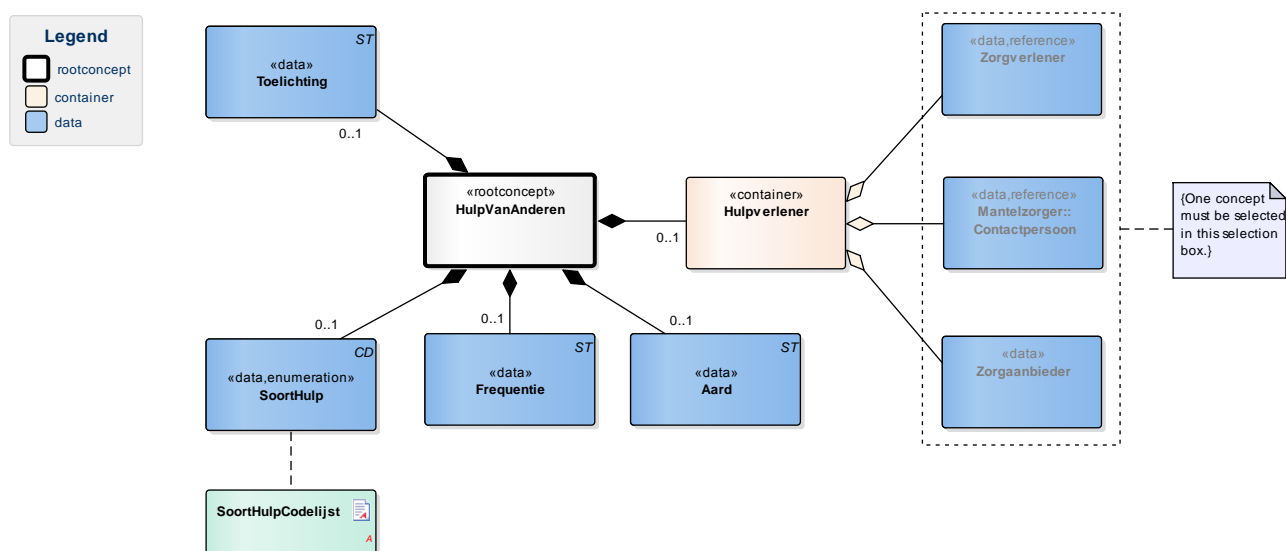 Legend
rootconcept
container
data
ST
«data»
Toelichting
0..1
«rootconcept»
HulpVanAnderen
«container»
Hulpverlener
0..1
«data,reference»
Zorgverlener
«data,reference»
Mantelzorger::
Contactpersoon
«data»
Zorgaanbieder
{One concept
must be selected
in this selection
box.}
0..1
0..1
0..1
CD
«data,enumeration»
SoortHulp
ST
«data»
Frequentie
ST
«data»
Aard
SoortHulpCodelijst
A
A